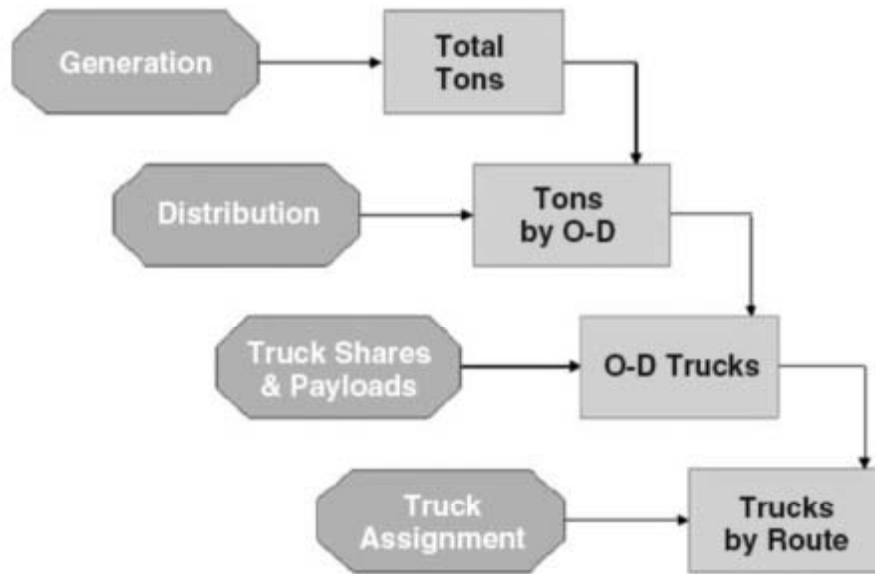 Generation
Total
Tons
Distribution
Tons
by O-D
Truck Shares
& Payloads
O-D Trucks
Truck
Assignment
Trucks
by Route